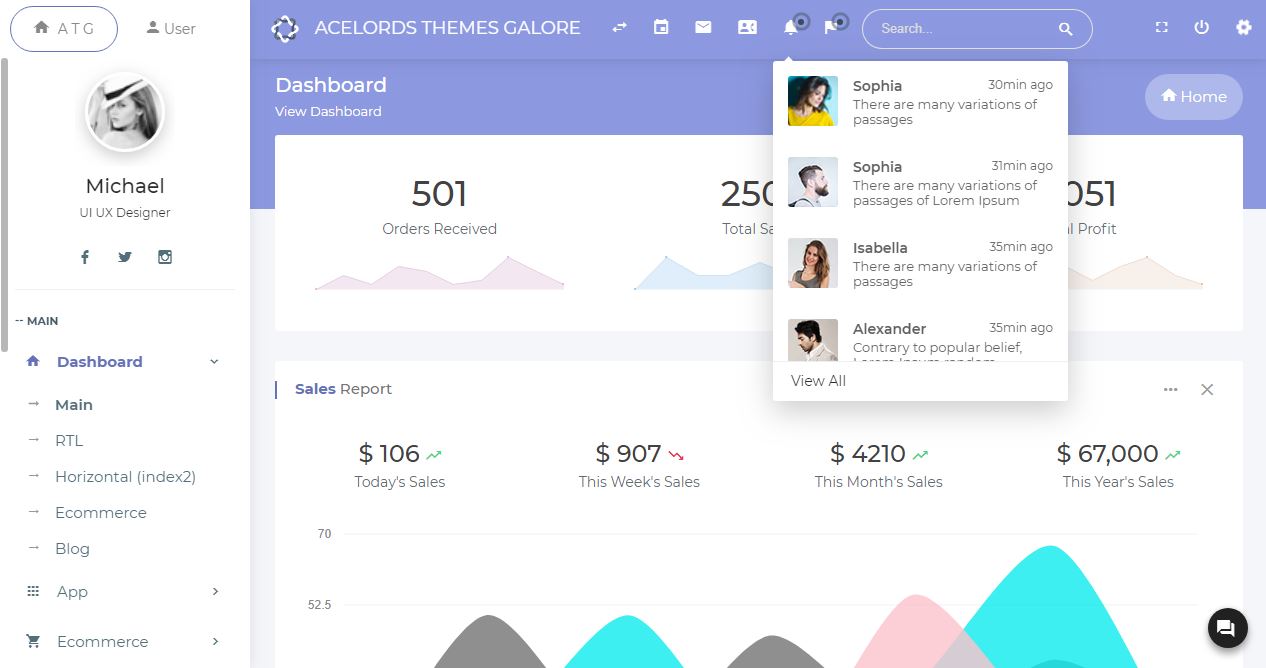 A T G
User
Michael
UI UX Designer
-- MAIN
Dashboard
Main
RTL
Horizontal (index2)
Ecommerce
Blog
App
Ecommerce
ACELORDS THEMES GALORE
Search...
Dashboard
View Dashboard
Home
Sophia 30min ago
There are many variations of
passages
Sophia 31min ago
There are many variations of
passages of Lorem Ipsum
Isabella 35min ago
There are many variations of
passages
Alexander 35min ago
Contrary to popular belief,
Lorem Ipsum random
View All
501
Orders Received
250
Total Sa
051
l Profit
Sales Report
$ 106
Today's Sales
$ 907
This Week's Sales
$ 4210
This Month's Sales
$ 67,000
This Year's Sales
70
52.5